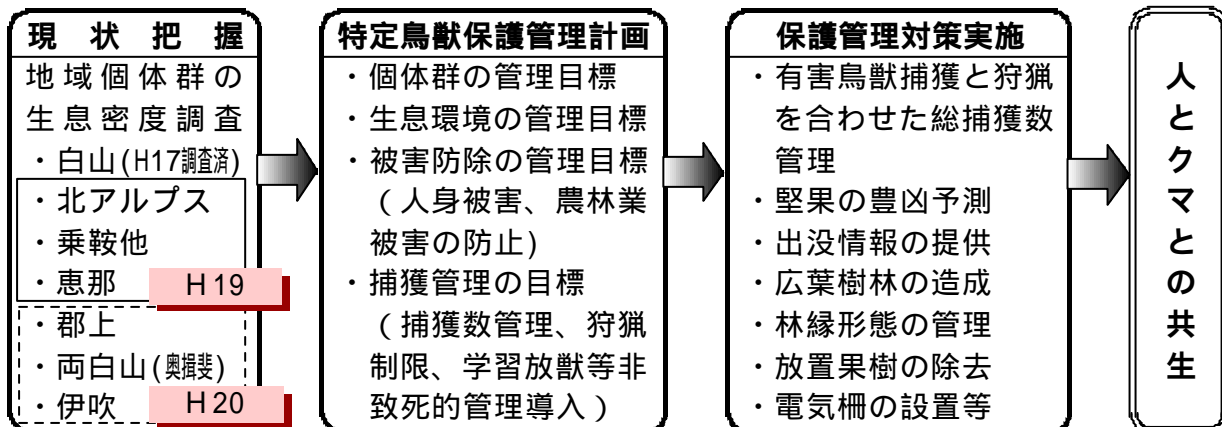 現状把握
地域個体群の
生息密度調査
・白山(H17調査済)
・北アルプス
・乗鞍他
・恵那
H19
・郡上
・両白山(奥揖斐)
・伊吹
H20
特定鳥獣保護管理計画
・個体群の管理目標
・生息環境の管理目標
・被害防除の管理目標
（人身被害、農林業
被害の防止)
・捕獲管理の目標
（捕獲数管理、狩猟
制限、学習放獣等非
致死的管理導入）
保護管理対策実施
・有害鳥獣捕獲と狩猟
を合わせた総捕獲数
管理
・堅果の豊凶予測
・出没情報の提供
・広葉樹林の造成
・林縁形態の管理
・放置果樹の除去
・電気柵の設置等
人とクマとの共生